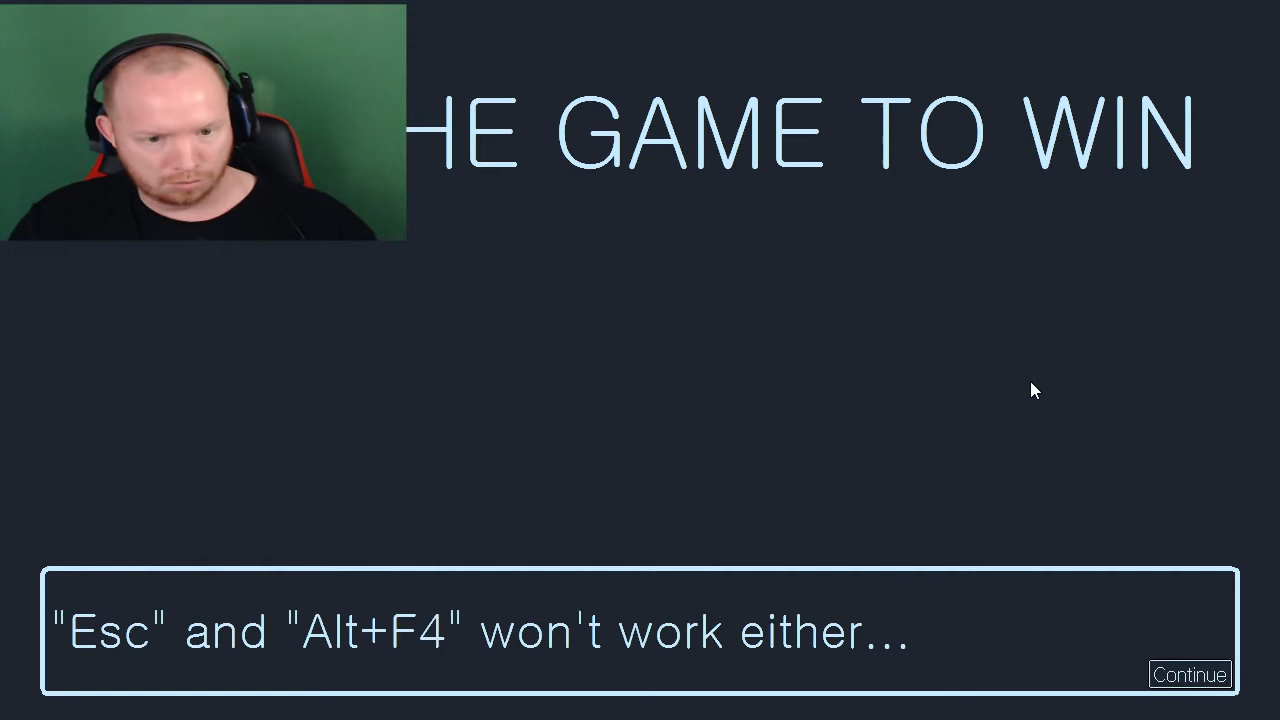 HE GAME TO WIN
"Esc" and "Alt+F4" won't work either...
Continue